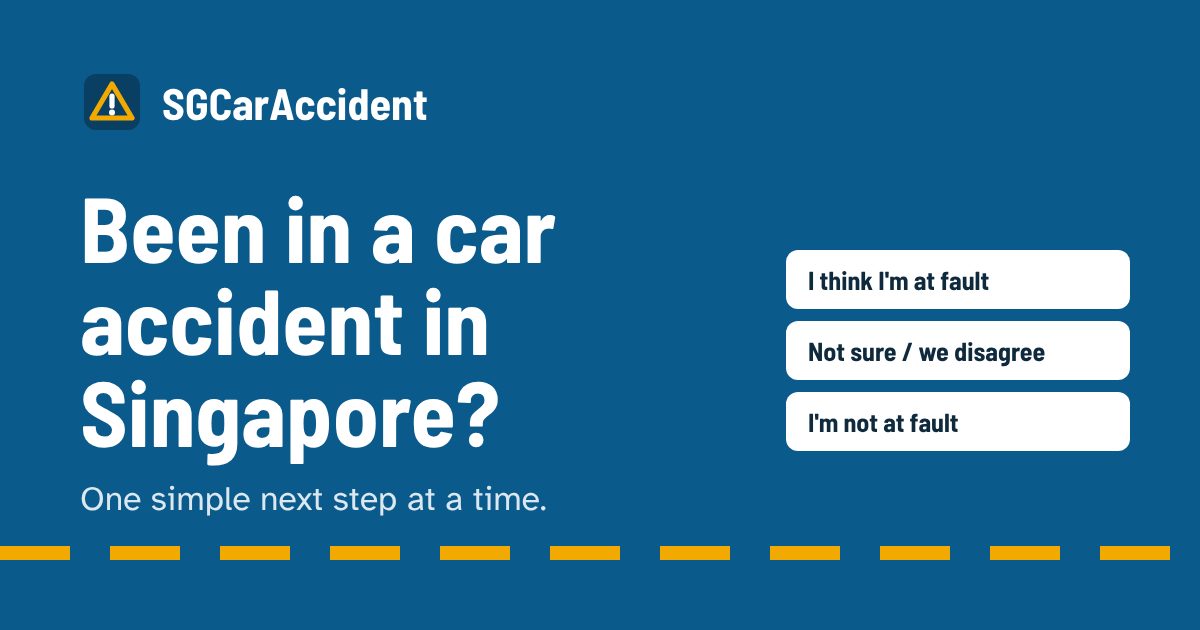 SGCarAccident
Been in a car
accident in
Singapore?
One simple next step at a time.
I think I'm at fault
Not sure / we disagree
I'm not at fault